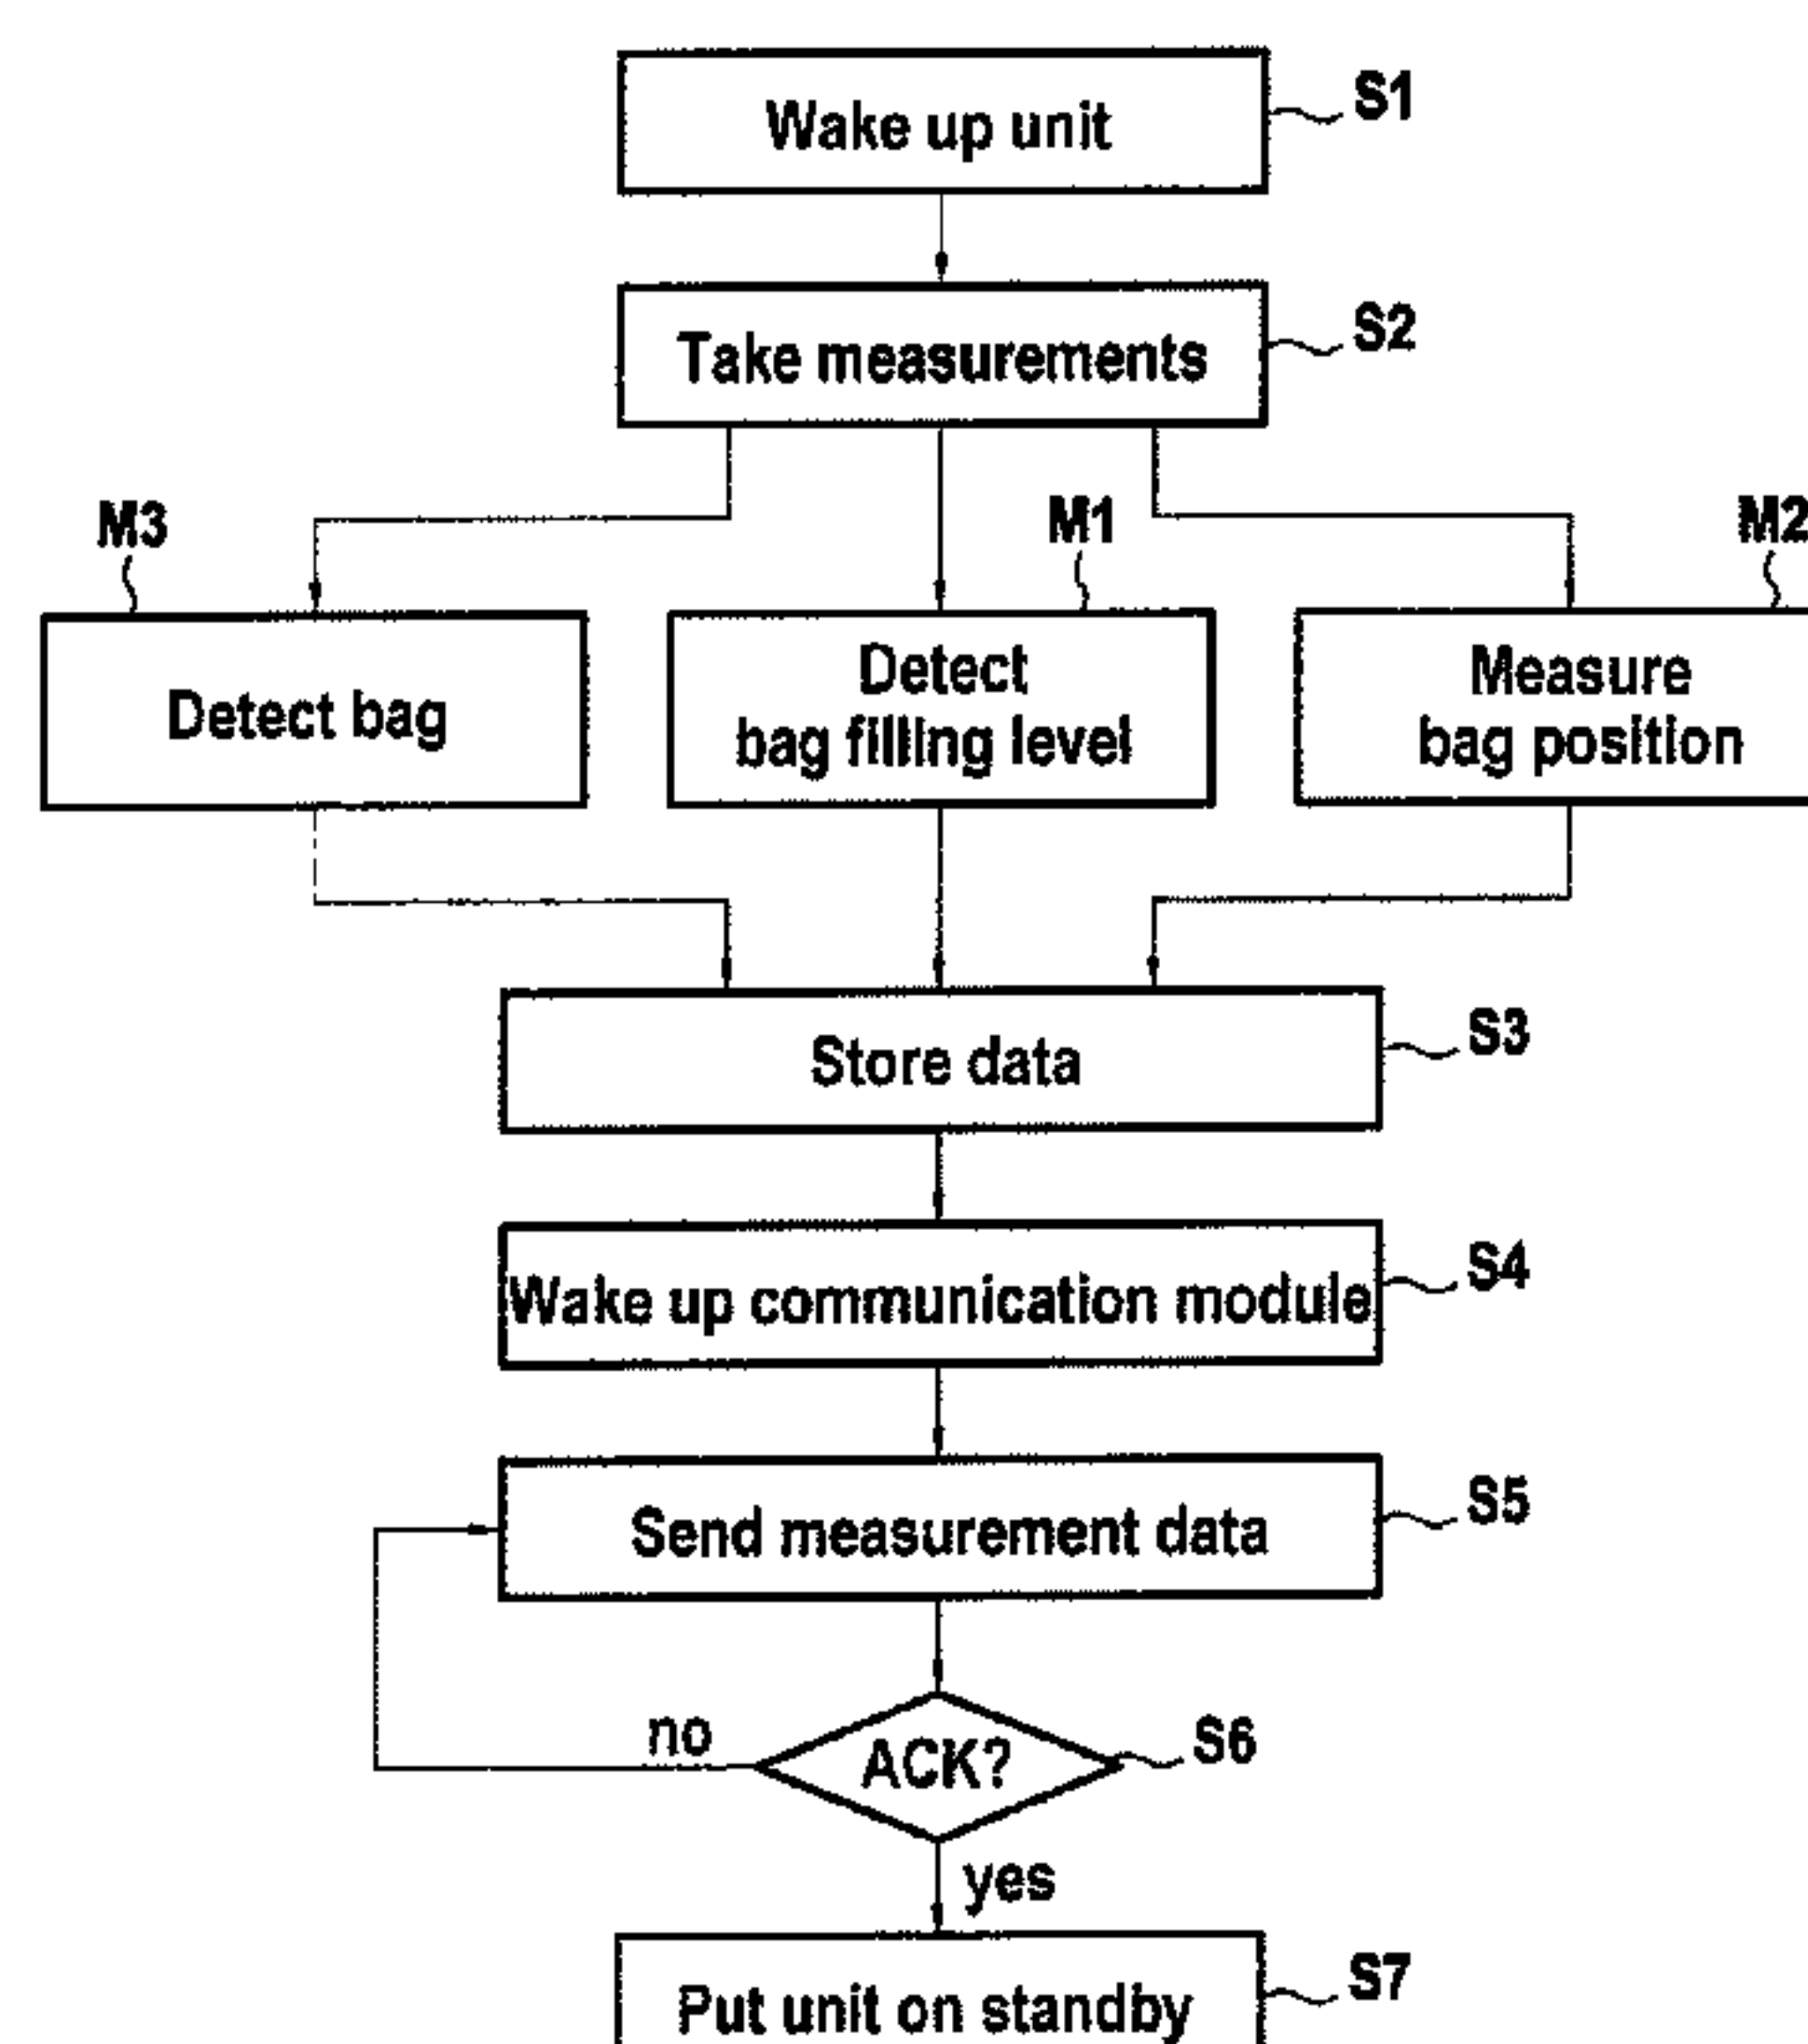 Wake up unit
S1
Take measurements
S2
M3
M1
M2
Detect bag
Detect
bag filling level
Measure
bag position
Store data
S3
Wake up communication module
S4
Send measurement data
S5
no
ACK?
S6
yes
Put unit on standby
S7